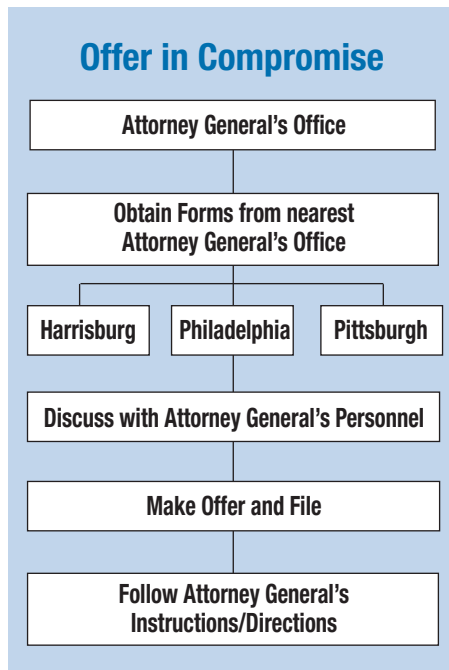 Offer in Compromise
Attorney General's Office
Obtain Forms from nearest
Attorney General's Office
Harrisburg
Philadelphia
Pittsburgh
Discuss with Attorney General's Personnel
Make Offer and File
Follow Attorney General's
Instructions/Directions